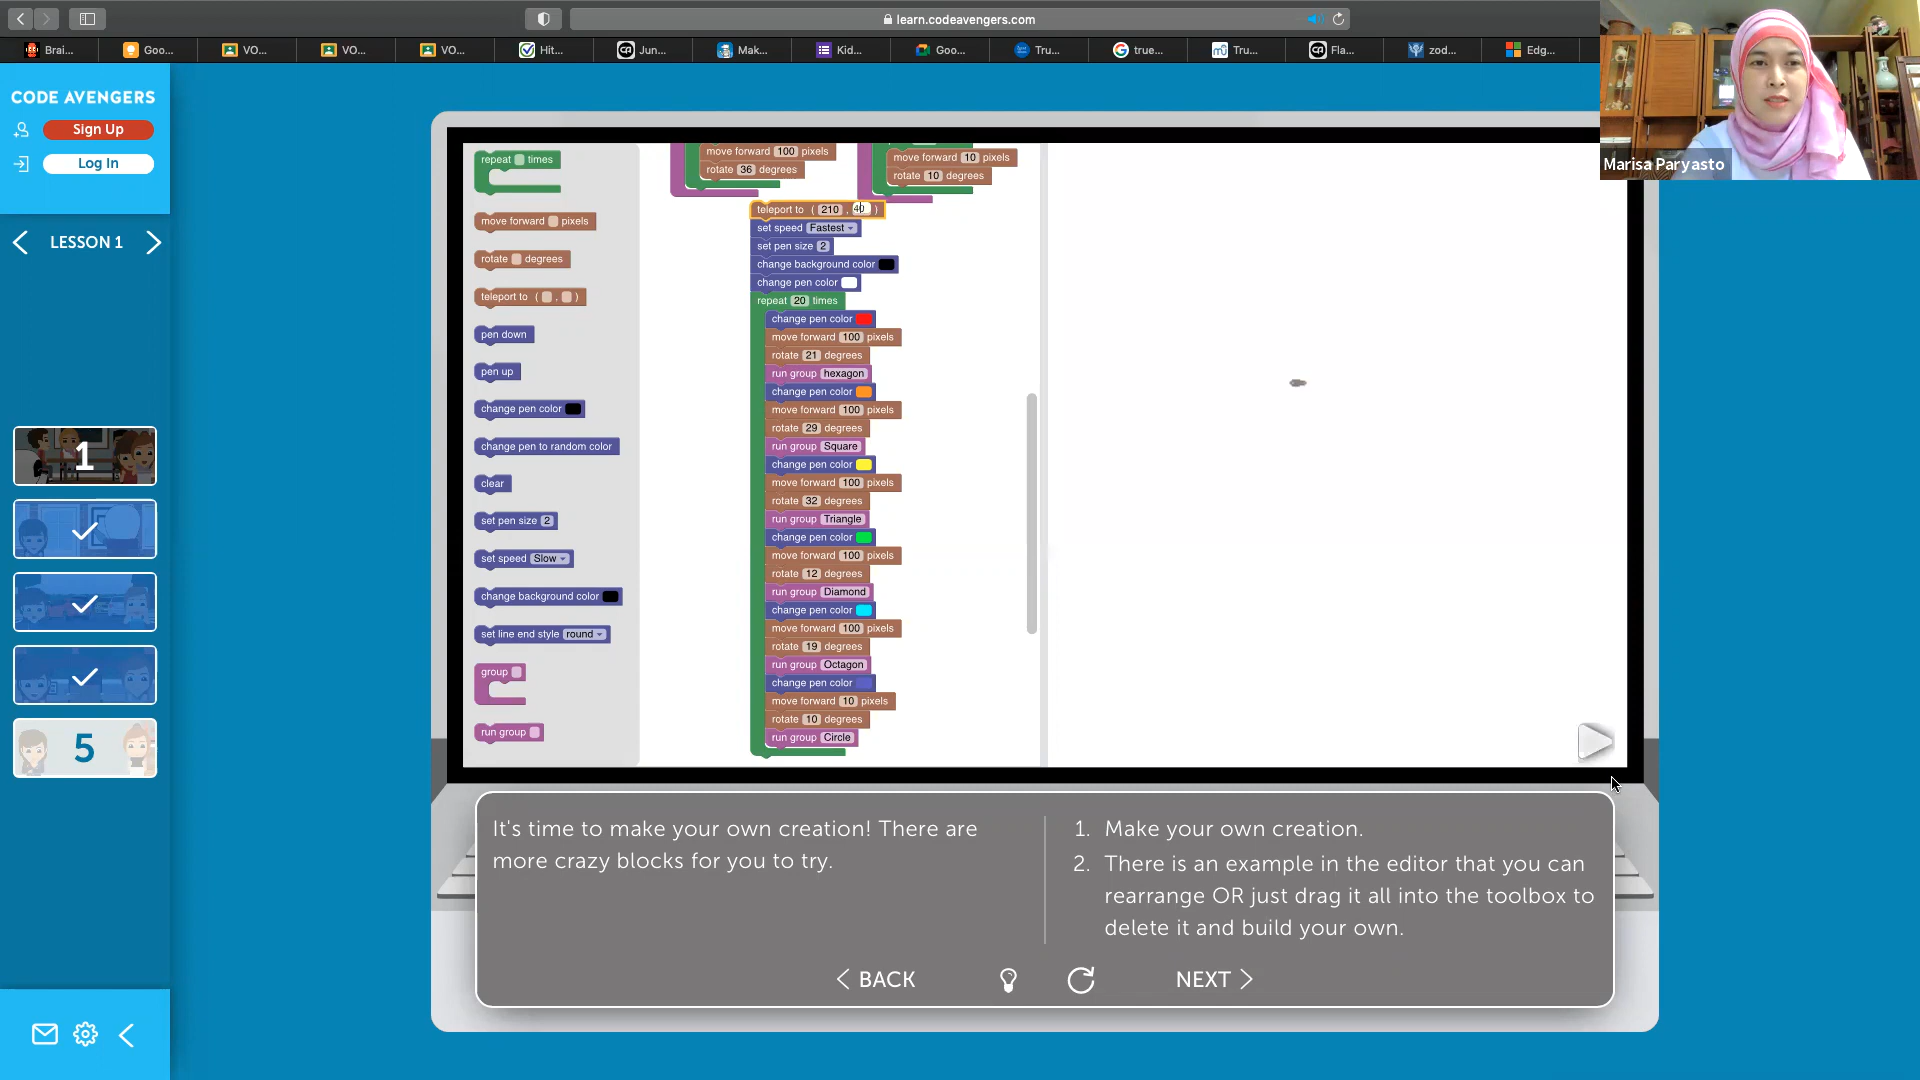 learn.codeavengers.com
Brai...
Goo...
VO...
VO...
VO...
Hit...
Jun...
Mak...
Kid...
Goo...
Tru...
true...
Tru...
Fla...
zod...
Edg...
Marisa Paryasto
CODE AVENGERS
Sign Up
Log In
LESSON 1
1
5
repeat times
move forward pixels
rotate degrees
teleport to ( , )
pen down
pen up
change pen color
change pen to random color
clear
set pen size 2
set speed Slow
change background color
set line end style round
group
run group
move forward 100 pixels
rotate 36 degrees
move forward 10 pixels
rotate 10 degrees
teleport to ( 210 , 40 )
set speed Fastest
set pen size 2
change background color
change pen color
repeat 20 times
change pen color
move forward 100 pixels
rotate 21 degrees
run group hexagon
change pen color
move forward 100 pixels
rotate 29 degrees
run group Square
change pen color
move forward 100 pixels
rotate 32 degrees
run group Triangle
change pen color
move forward 100 pixels
rotate 12 degrees
run group Diamond
change pen color
move forward 100 pixels
rotate 19 degrees
run group Octagon
change pen color
move forward 10 pixels
rotate 10 degrees
run group Circle
It's time to make your own creation! There are
more crazy blocks for you to try.
1. Make your own creation.
2. There is an example in the editor that you can
rearrange OR just drag it all into the toolbox to
delete it and build your own.
BACK
NEXT